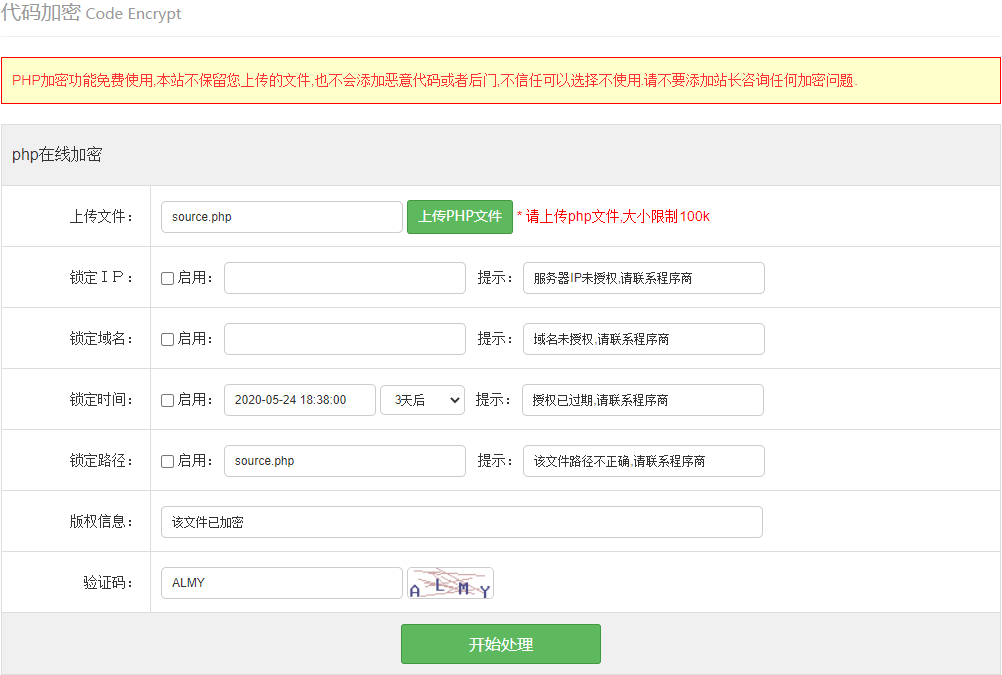 代码加密 Code Encrypt
PHP加密功能免费使用,本站不保留您上传的文件,也不会添加恶意代码或者后门,不信任可以选择不使用.请不要添加站长咨询任何加密问题.
php在线加密
上传文件： source.php 上传PHP文件 * 请上传php文件,大小限制100k
锁定ＩＰ： 启用： 提示： 服务器IP未授权,请联系程序商
锁定域名： 启用： 提示： 域名未授权,请联系程序商
锁定时间： 启用： 2020-05-24 18:38:00 3天后 提示： 授权已过期,请联系程序商
锁定路径： 启用： source.php 提示： 该文件路径不正确,请联系程序商
版权信息： 该文件已加密
验证码： ALMY ALMY
开始处理